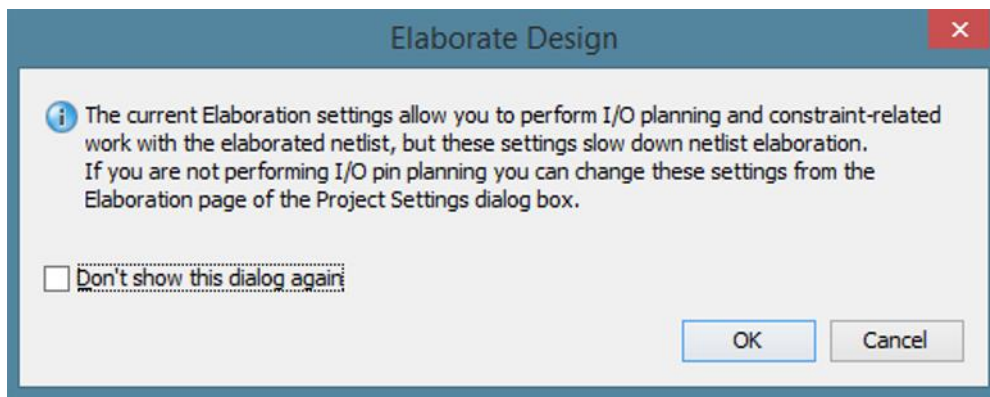 Elaborate Design
The current Elaboration settings allow you to perform I/O planning and constraint-related
work with the elaborated netlist, but these settings slow down netlist elaboration.
If you are not performing I/O pin planning you can change these settings from the
Elaboration page of the Project Settings dialog box.
Don't show this dialog again
OK Cancel